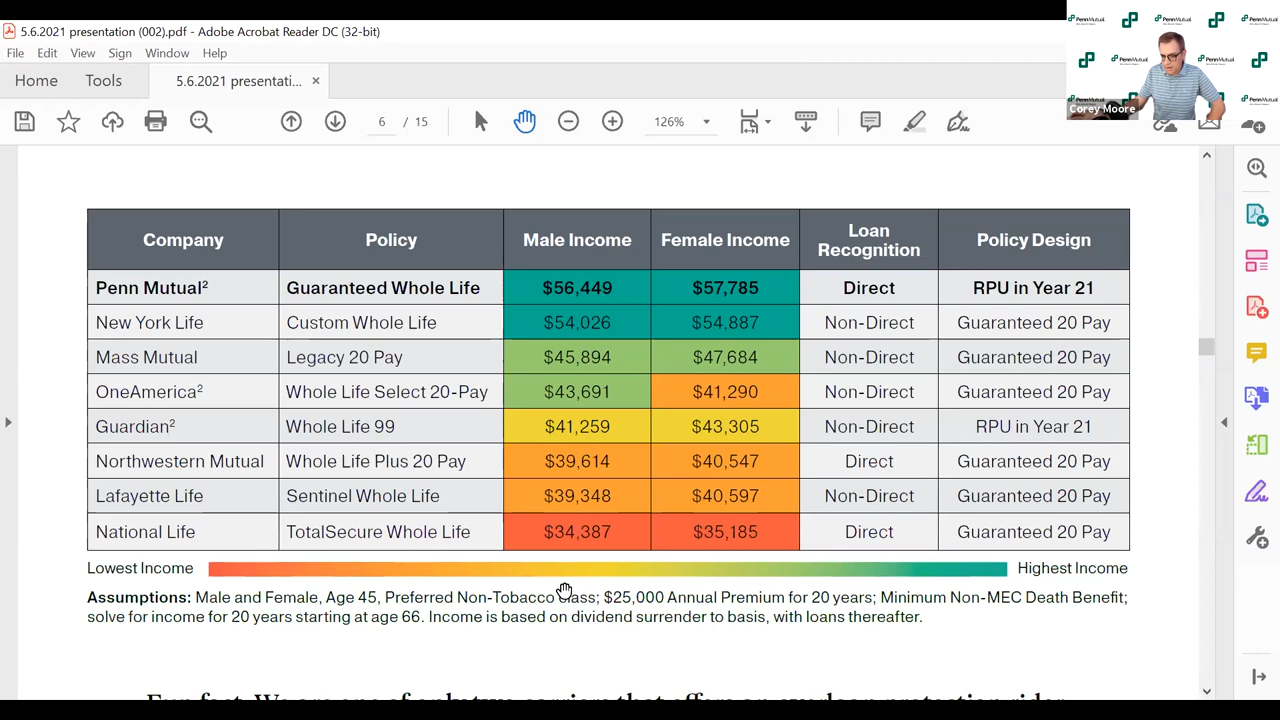 5.6.2021 presentation (002).pdf - Adobe Acrobat Reader DC (32-bit)
PennMutual
PennMutual
PennMutual
File Edit View Sign Window Help
PennMutual
PennMutual
Home Tools 5.6.2021 presentati... ×
PennMutual
PennMutual
Corey Moore
6 / 15 126%
Company Policy Male Income Female Income Loan Recognition Policy Design
Penn Mutual² Guaranteed Whole Life $56,449 $57,785 Direct RPU in Year 21
New York Life Custom Whole Life $54,026 $54,887 Non-Direct Guaranteed 20 Pay
Mass Mutual Legacy 20 Pay $45,894 $47,684 Non-Direct Guaranteed 20 Pay
OneAmerica² Whole Life Select 20-Pay $43,691 $41,290 Non-Direct Guaranteed 20 Pay
Guardian² Whole Life 99 $41,259 $43,305 Non-Direct RPU in Year 21
Northwestern Mutual Whole Life Plus 20 Pay $39,614 $40,547 Direct Guaranteed 20 Pay
Lafayette Life Sentinel Whole Life $39,348 $40,597 Non-Direct Guaranteed 20 Pay
National Life TotalSecure Whole Life $34,387 $35,185 Direct Guaranteed 20 Pay
Lowest Income Highest Income
Assumptions: Male and Female, Age 45, Preferred Non-Tobacco Class; $25,000 Annual Premium for 20 years; Minimum Non-MEC Death Benefit;
solve for income for 20 years starting at age 66. Income is based on dividend surrender to basis, with loans thereafter.